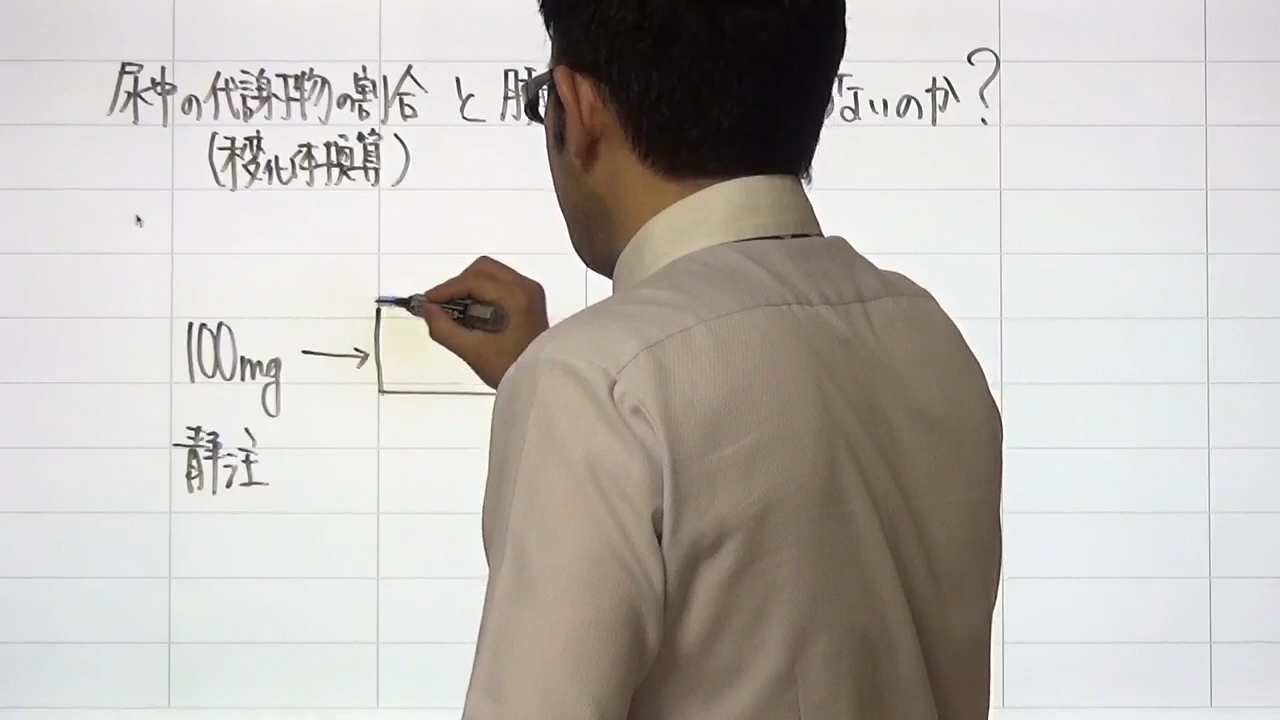 尿中の代謝物の割合 と 肝 ないのか?
(未変化体換算)
100mg →
静注